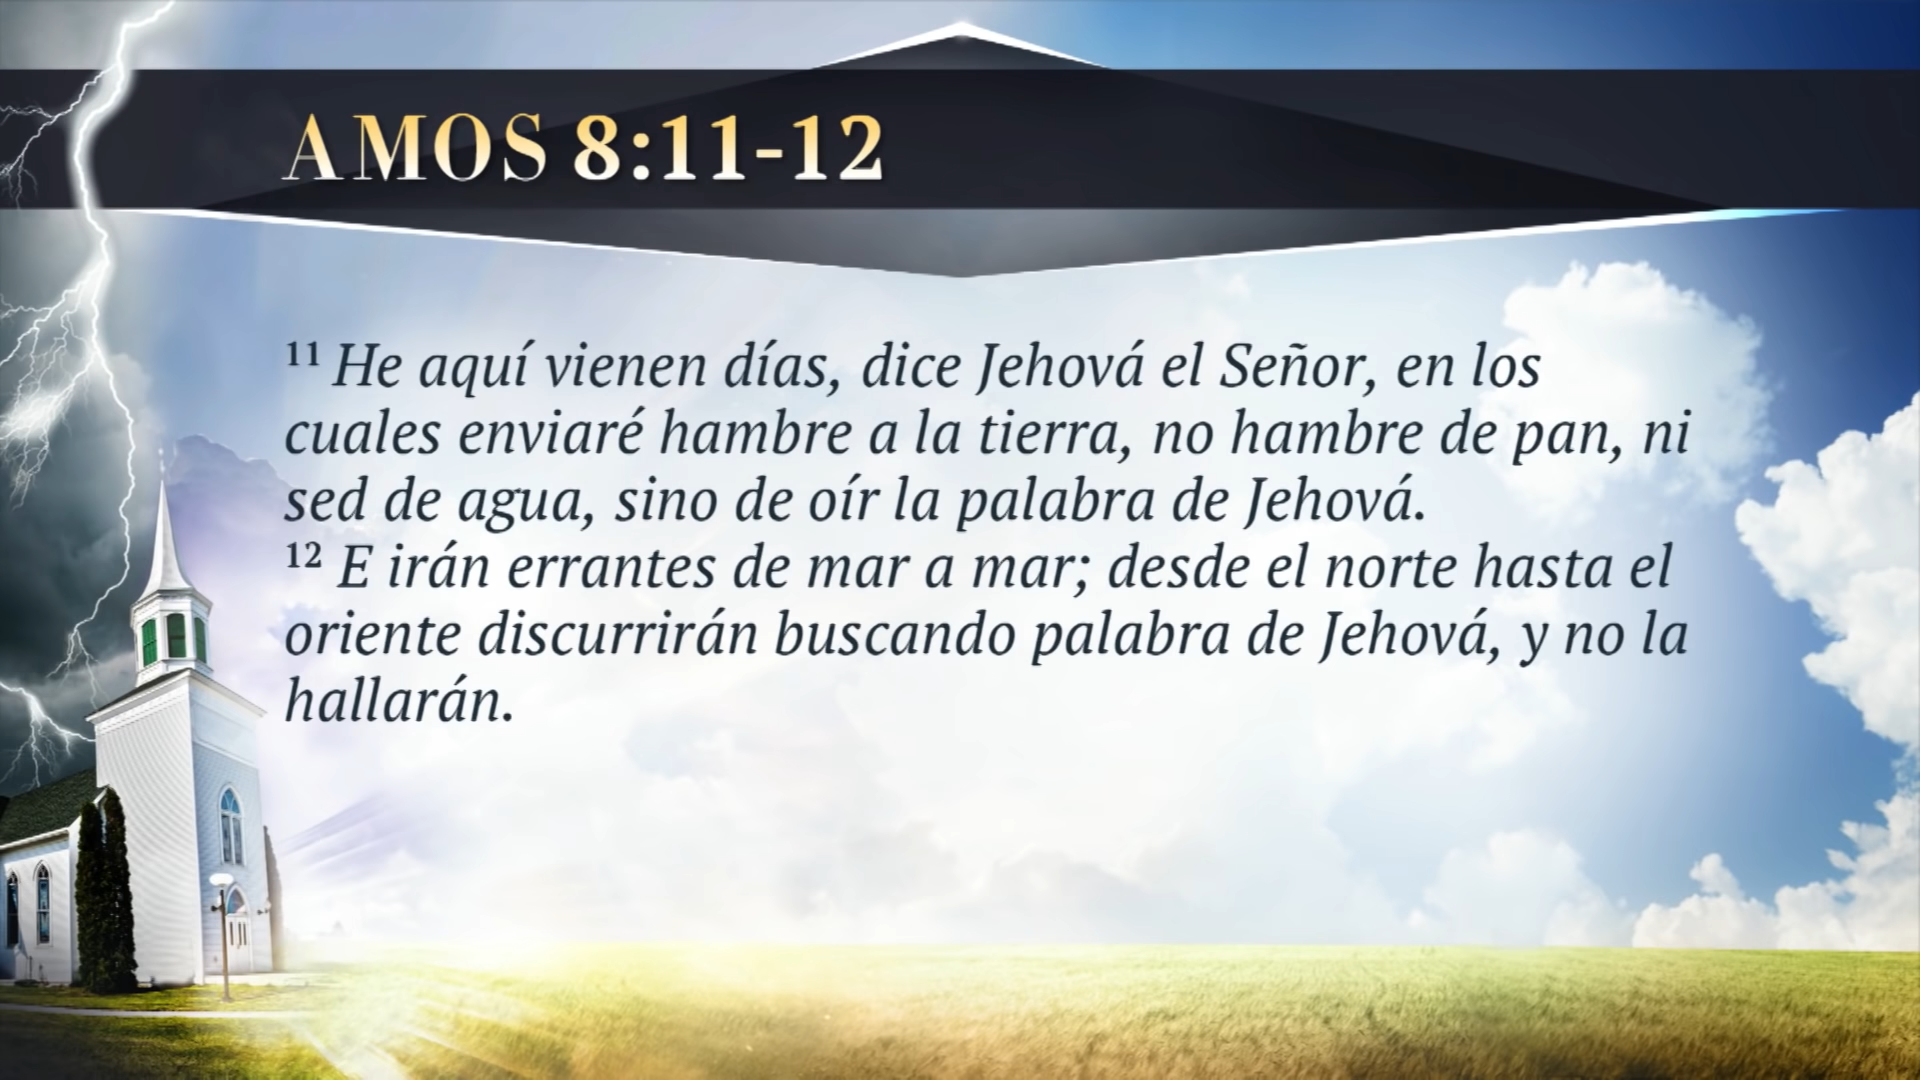 AMOS 8:11-12
11 He aquí vienen días, dice Jehová el Señor, en los
cuales enviaré hambre a la tierra, no hambre de pan, ni
sed de agua, sino de oír la palabra de Jehová.
12 E irán errantes de mar a mar; desde el norte hasta el
oriente discurrirán buscando palabra de Jehová, y no la
hallarán.